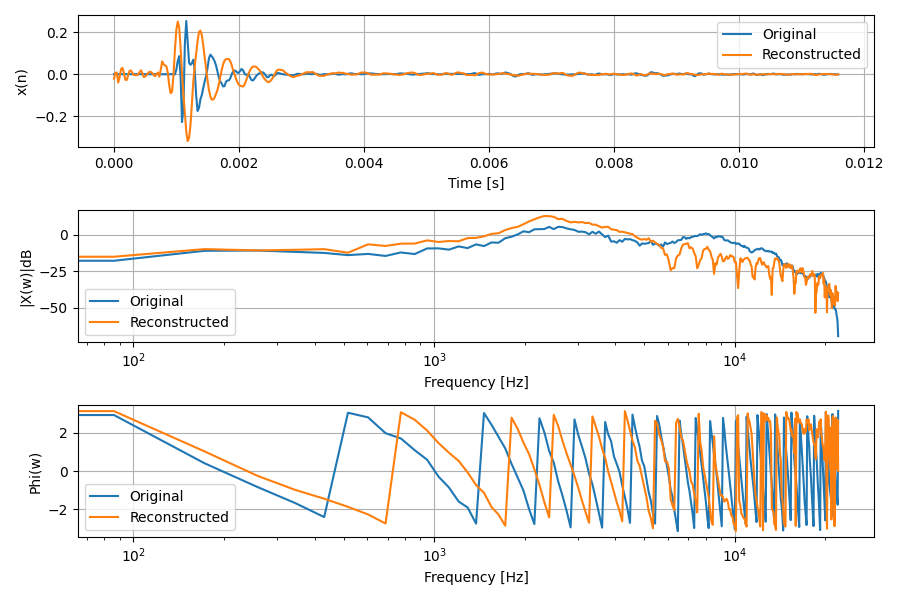 0.2
0.0
−0.2
x(n)
Original
Reconstructed
0.000 0.002 0.004 0.006 0.008 0.010 0.012
Time [s]
0
−25
−50
|X(w)|dB
Original
Reconstructed
10² 10³ 10⁴
Frequency [Hz]
2
0
−2
Phi(w)
Original
Reconstructed
10² 10³ 10⁴
Frequency [Hz]